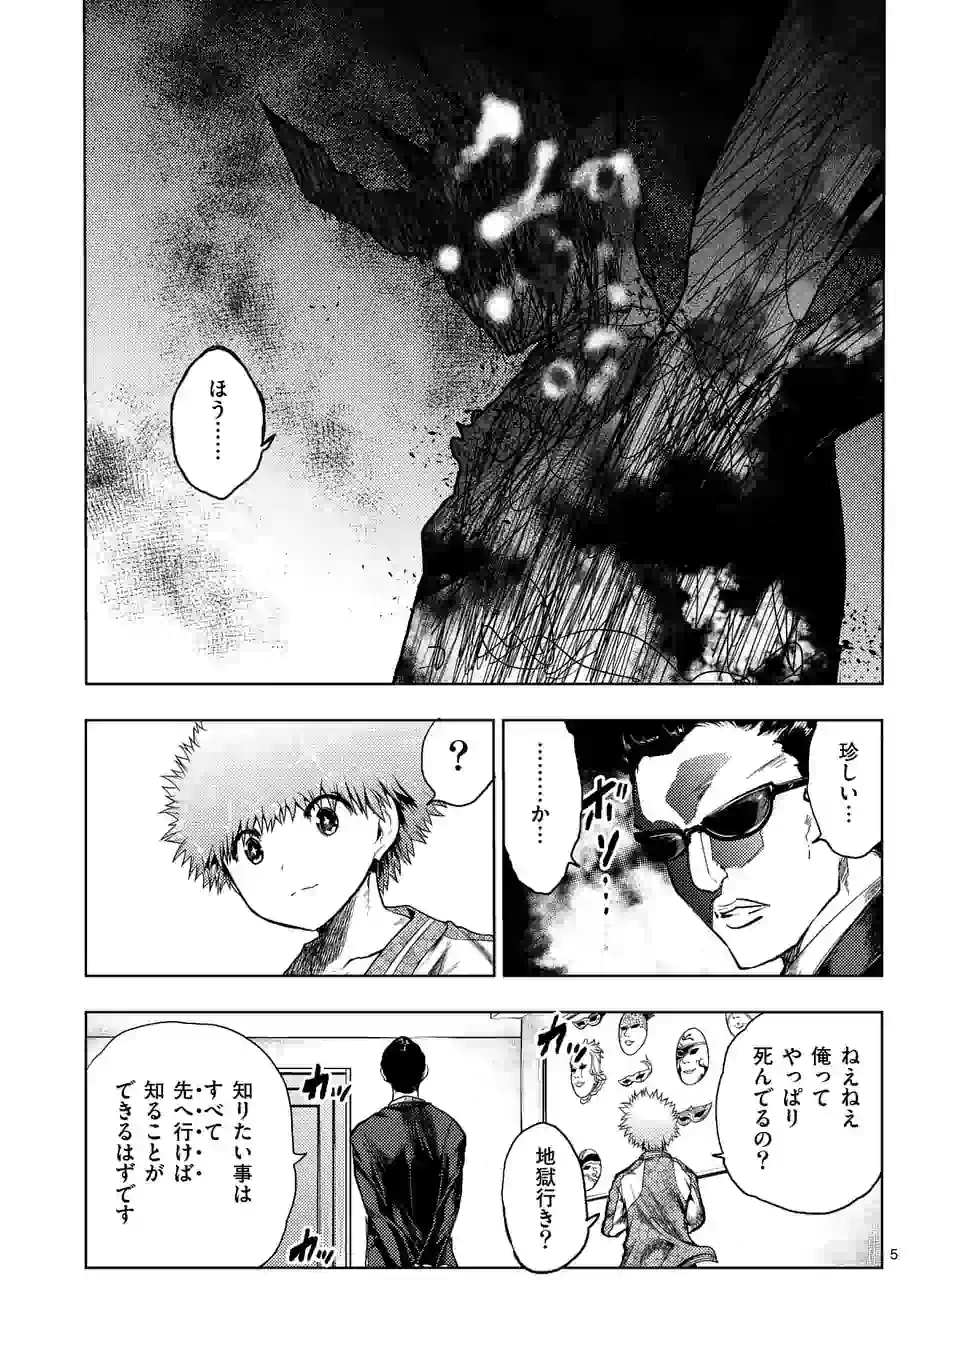 ほう……
珍しい…
………か…
ボソ……
？
ねえねえ
俺って
やっぱり
死んでるの？
地獄行き？
カッ
カッ
カッ
知りたい事は
すべて
先へ行けば
知ることが
できるはずです
5